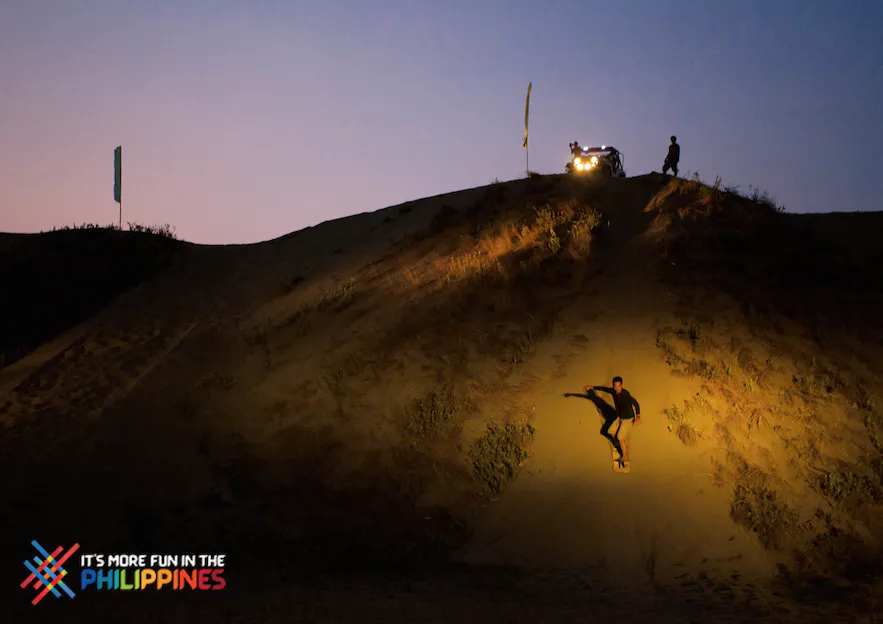 IT'S MORE FUN IN THE
PHILIPPINES